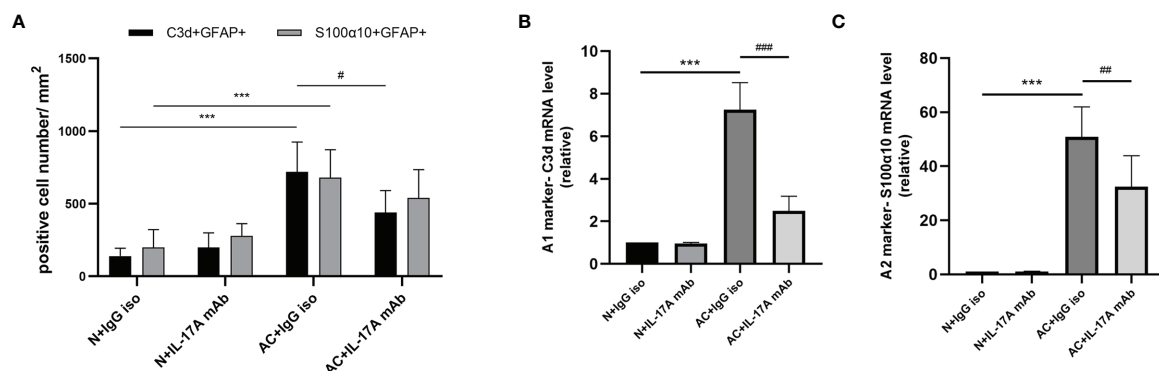 A
C3d+GFAP+
S100α10+GFAP+
positive cell number/ mm2
1500
1000
500
0
***
***
#
N+IgG iso
N+IL-17A mAb
AC+IgG iso
AC+IL-17A mAb
B
A1 marker- C3d mRNA level
(relative)
10
8
6
4
2
0
***
###
N+IgG iso
N+IL-17A mAb
AC+IgG iso
AC+IL-17A mAb
C
A2 marker- S100α10 mRNA level
(relative)
80
60
40
20
0
***
##
N+IgG iso
N+IL-17A mAb
AC+IgG iso
AC+IL-17A mAb